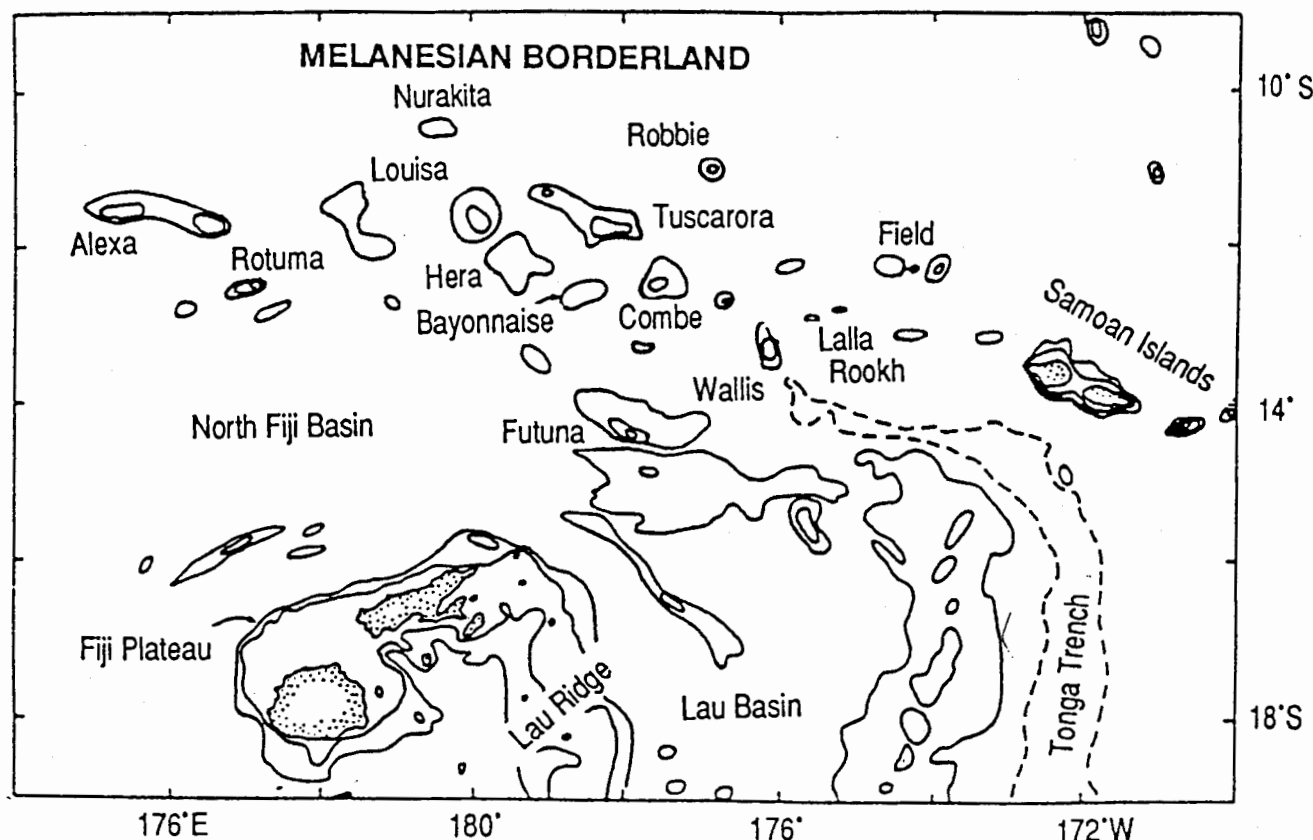 MELANESIAN BORDERLAND
Nurakita
10°S
Robbie
Louisa
Tuscarora
Alexa
Rotuma
Field
Hera
Bayonnaise
Combe
Samoan Islands
Lalla
Rookh
Wallis
North Fiji Basin
Futuna
14°
Fiji Plateau
Lau Ridge
Lau Basin
Tonga Trench
18°S
176°E
180°
176°
172°W